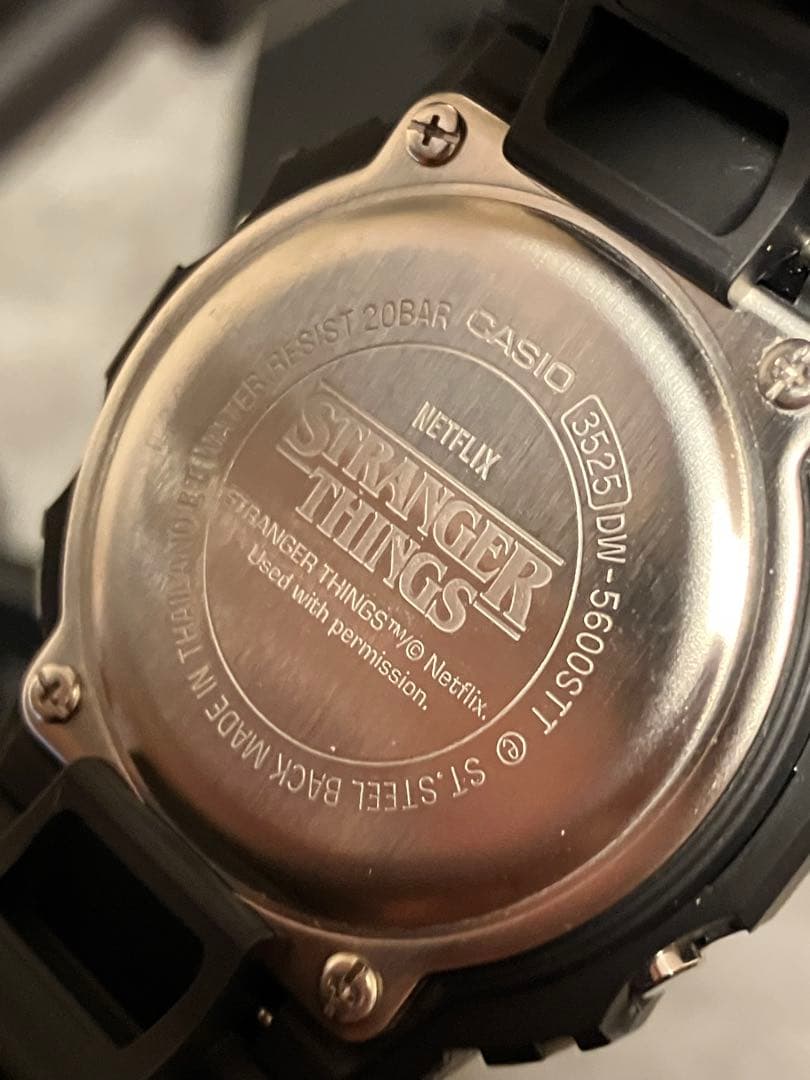 WATER RESIST 20BAR CASIO 3525 DW-5600STT ⓔ ST.STEEL BACK MADE IN THAILAND
NETFLIX
STRANGER
THINGS
STRANGER THINGS™/© Netflix.
Used with permission.